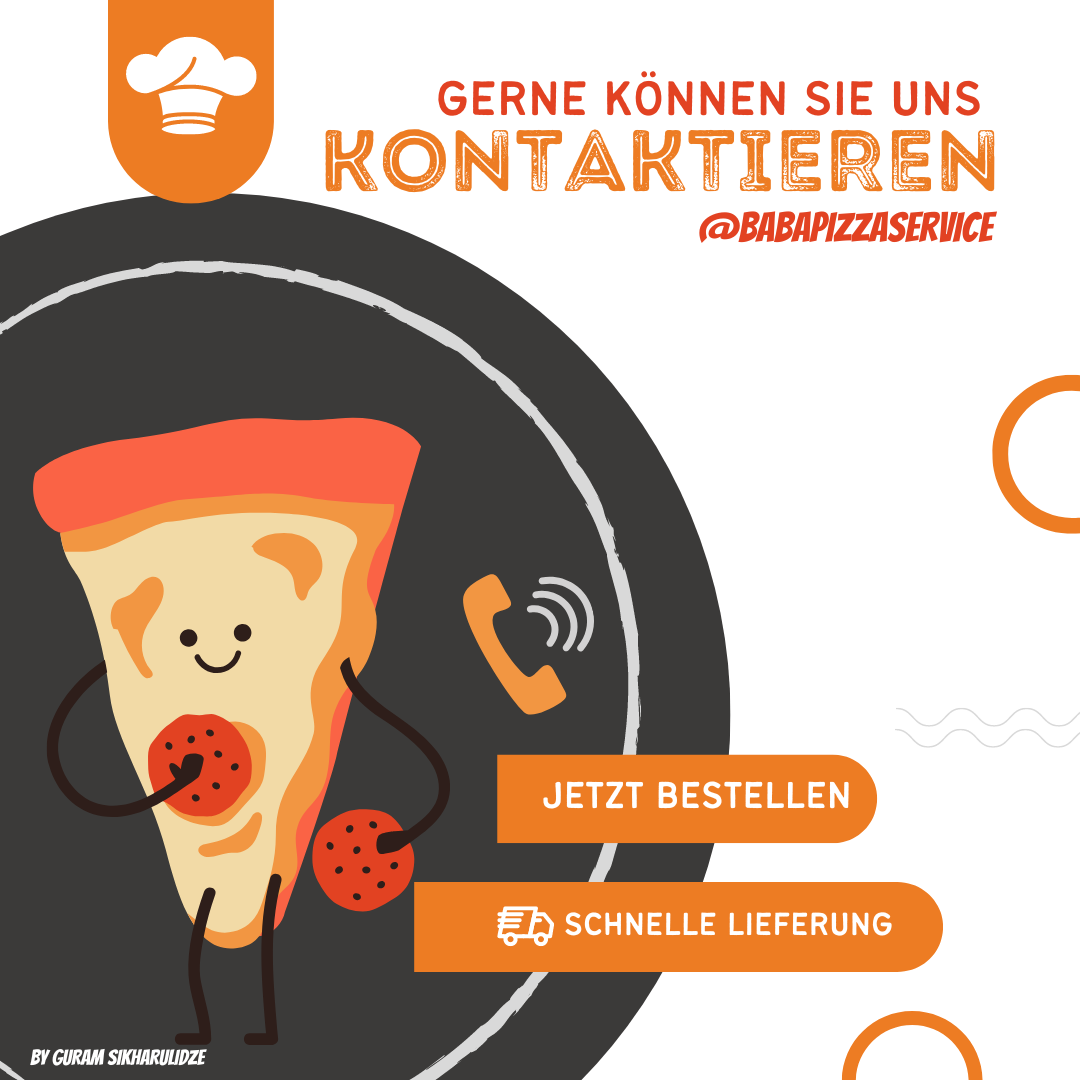 GERNE KÖNNEN SIE UNS
KONTAKTIEREN
@BABAPIZZASERVICE
JETZT BESTELLEN
SCHNELLE LIEFERUNG
BY GURAM SIKHARULIDZE